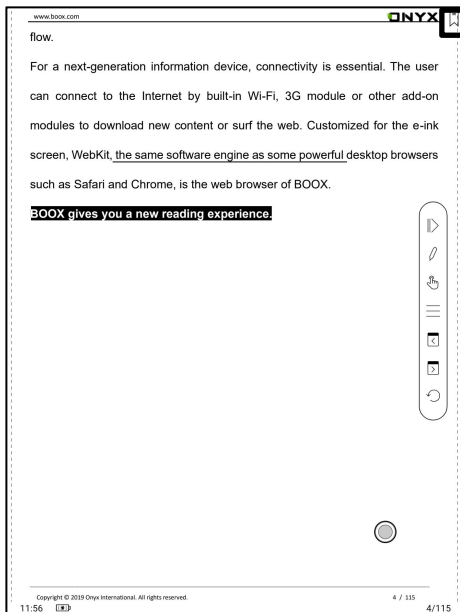 www.boox.com
ONYX
flow.
For a next-generation information device, connectivity is essential. The user
can connect to the Internet by built-in Wi-Fi, 3G module or other add-on
modules to download new content or surf the web. Customized for the e-ink
screen, WebKit, the same software engine as some powerful desktop browsers
such as Safari and Chrome, is the web browser of BOOX.
BOOX gives you a new reading experience.
Copyright © 2019 Onyx International. All rights reserved.
4 / 115
11:56
4/115